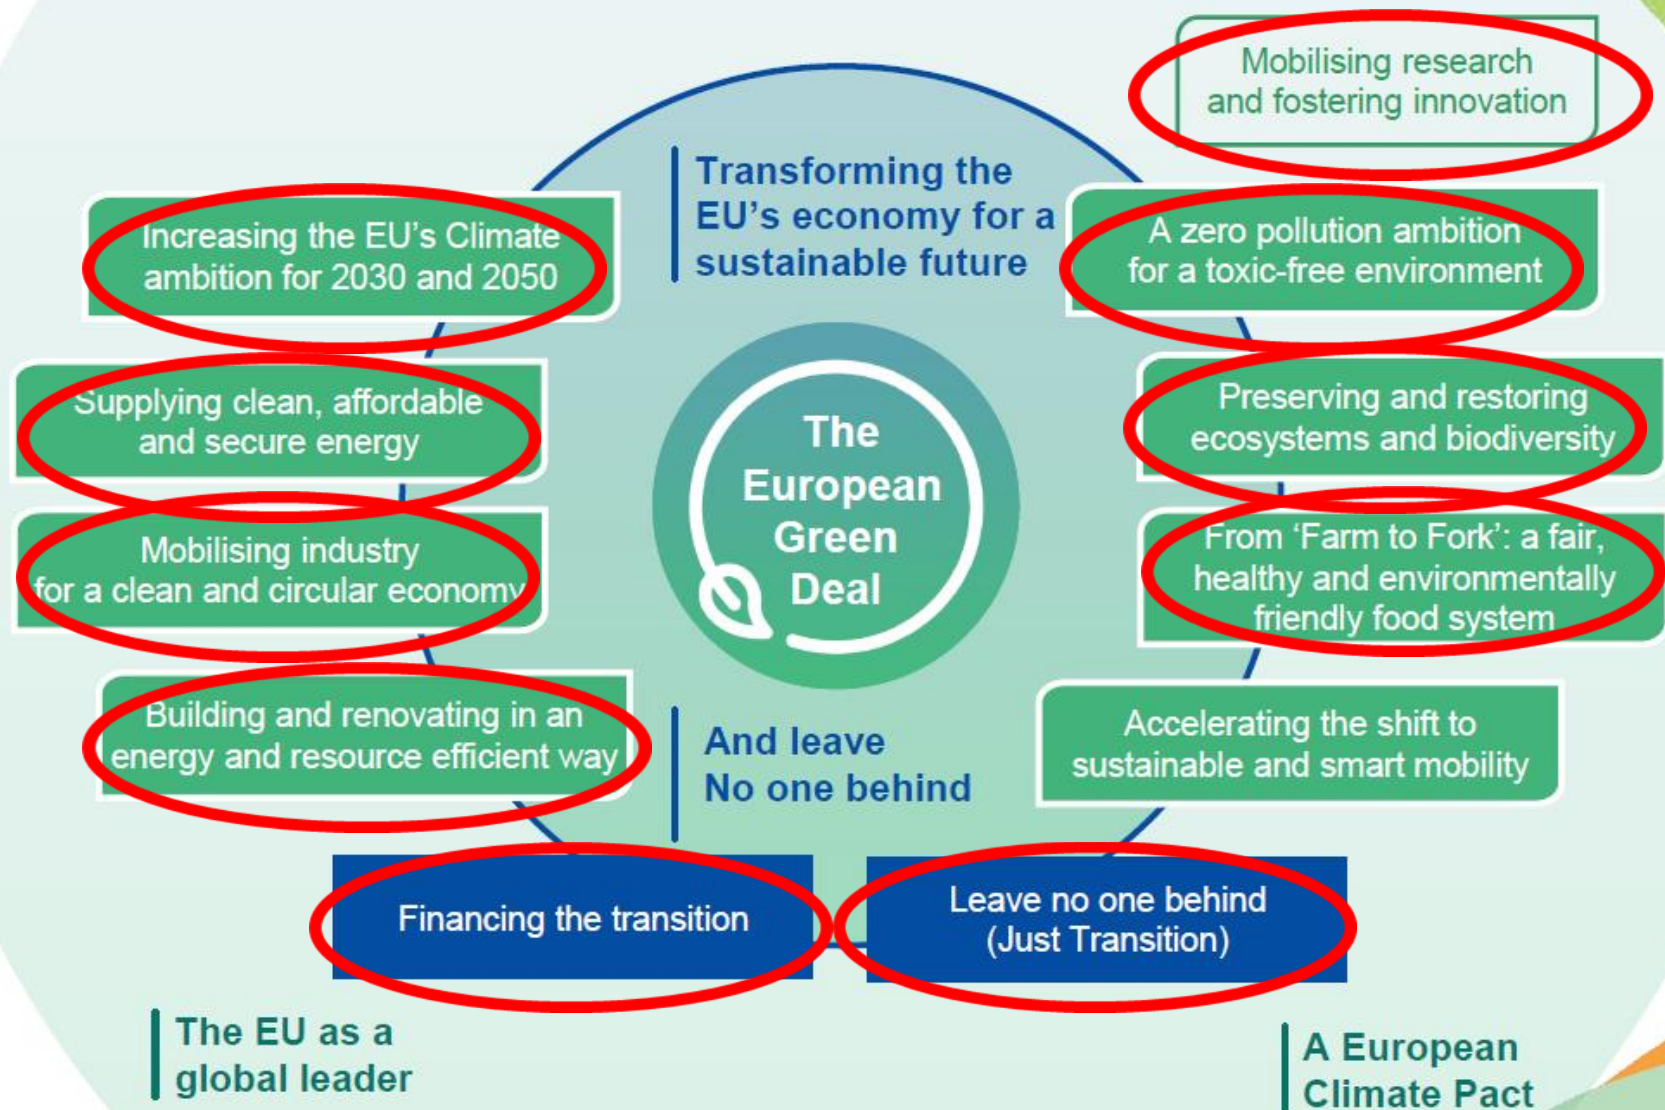 Mobilising research
and fostering innovation
Transforming the
EU's economy for a
sustainable future
Increasing the EU's Climate
ambition for 2030 and 2050
A zero pollution ambition
for a toxic-free environment
Supplying clean, affordable
and secure energy
The
European
Green
Deal
Preserving and restoring
ecosystems and biodiversity
Mobilising industry
for a clean and circular economy
From ‘Farm to Fork’: a fair,
healthy and environmentally
friendly food system
Building and renovating in an
energy and resource efficient way
And leave
No one behind
Accelerating the shift to
sustainable and smart mobility
Financing the transition
Leave no one behind
(Just Transition)
The EU as a
global leader
A European
Climate Pact